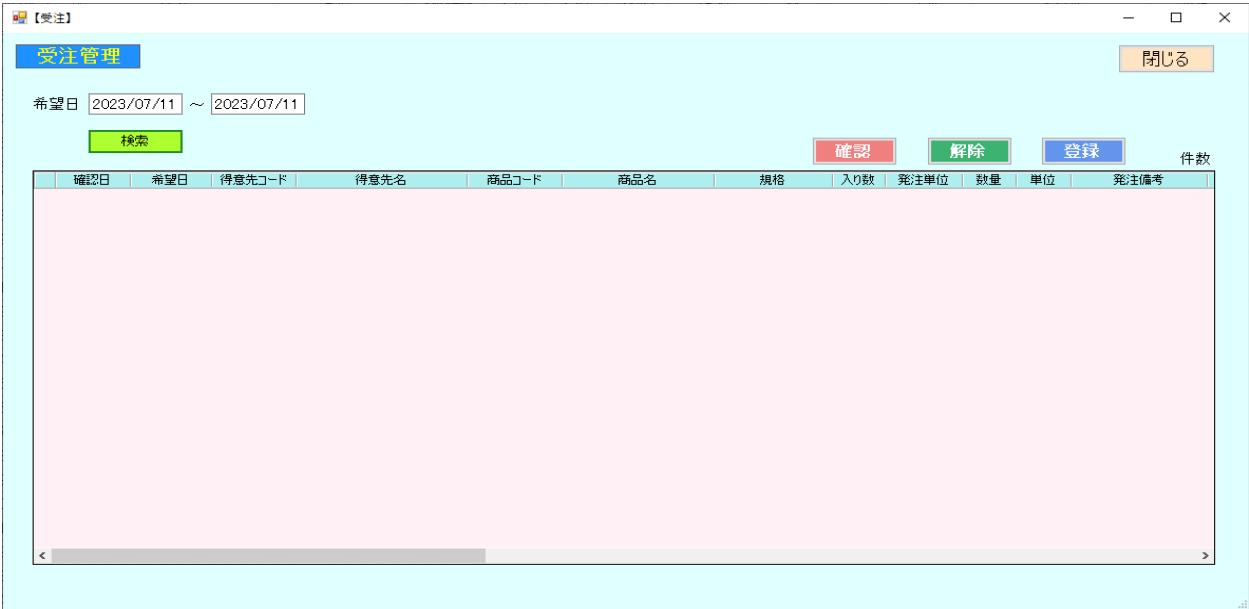 【受注】
受注管理
閉じる
希望日 2023/07/11 ～ 2023/07/11
検索
確認 解除 登録 件数
確認日 希望日 得意先コード 得意先名 商品コード 商品名 規格 入り数 発注単位 数量 単位 発注備考